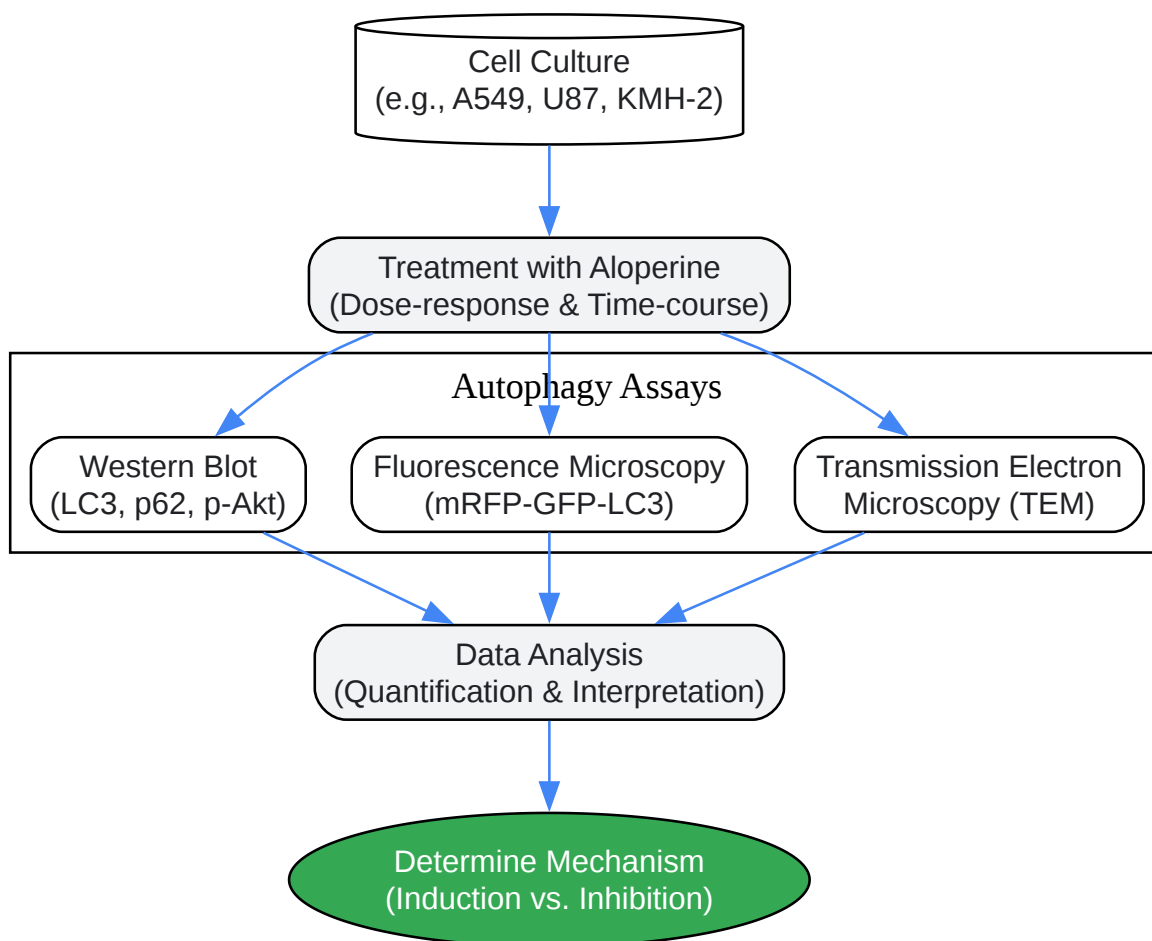 Cell Culture
(e.g., A549, U87, KMH-2)
Treatment with Aloperine
(Dose-response & Time-course)
Autophagy Assays
Western Blot
(LC3, p62, p-Akt)
Fluorescence Microscopy
(mRFP-GFP-LC3)
Transmission Electron
Microscopy (TEM)
Data Analysis
(Quantification & Interpretation)
Determine Mechanism
(Induction vs. Inhibition)